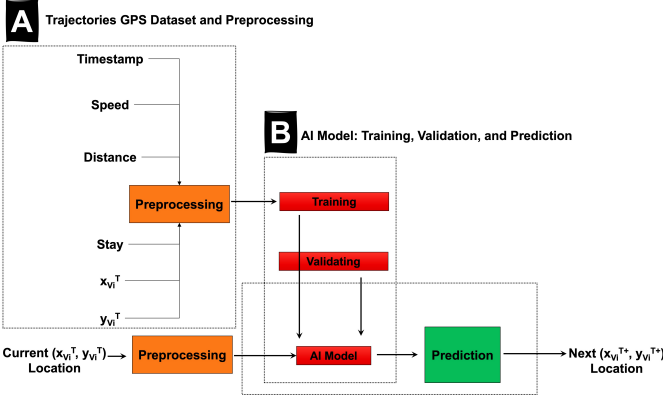 A Trajectories GPS Dataset and Preprocessing
Timestamp
Speed
Distance
Preprocessing
Stay
x_Vi^T
y_Vi^T
B AI Model: Training, Validation, and Prediction
Training
Validating
Current (x_Vi^T, y_Vi^T)
Location
Preprocessing
AI Model
Prediction
Next (x_Vi^T+, y_Vi^T+)
Location